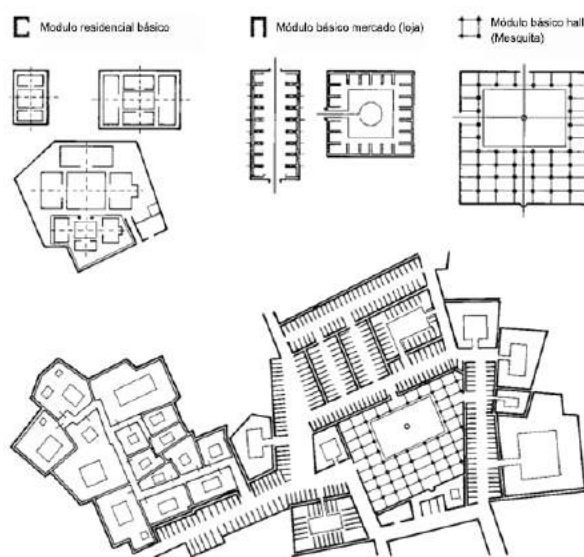 Modulo residencial básico
Módulo básico mercado (loja)
Módulo básico hall
(Mesquita)